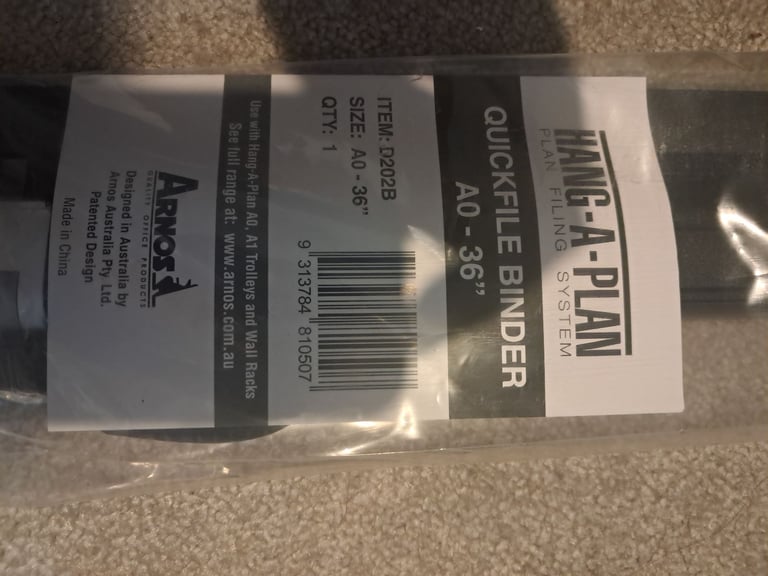 HANG-A-PLAN
PLAN FILING SYSTEM
QUICKFILE BINDER
A0 - 36”
ITEM: D202B
SIZE: A0 - 36”
QTY: 1
9 313784 810507
Use with Hang-A-Plan A0, A1 Trolleys and Wall Racks
See full range at: www.arnos.com.au
ARNOS
QUALITY OFFICE PRODUCTS
Designed in Australia by
Arnos Australia Pty Ltd.
Patented Design
Made in China